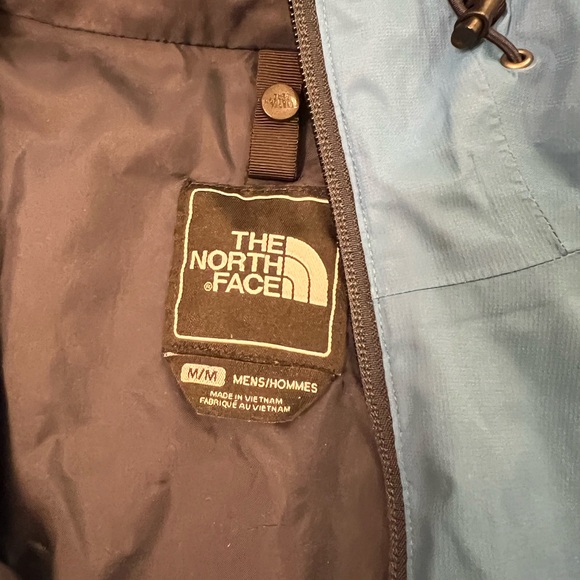 THE
NORTH
®FACE
M/M MENS/HOMMES
MADE IN VIETNAM
FABRIQUÉ AU VIETNAM